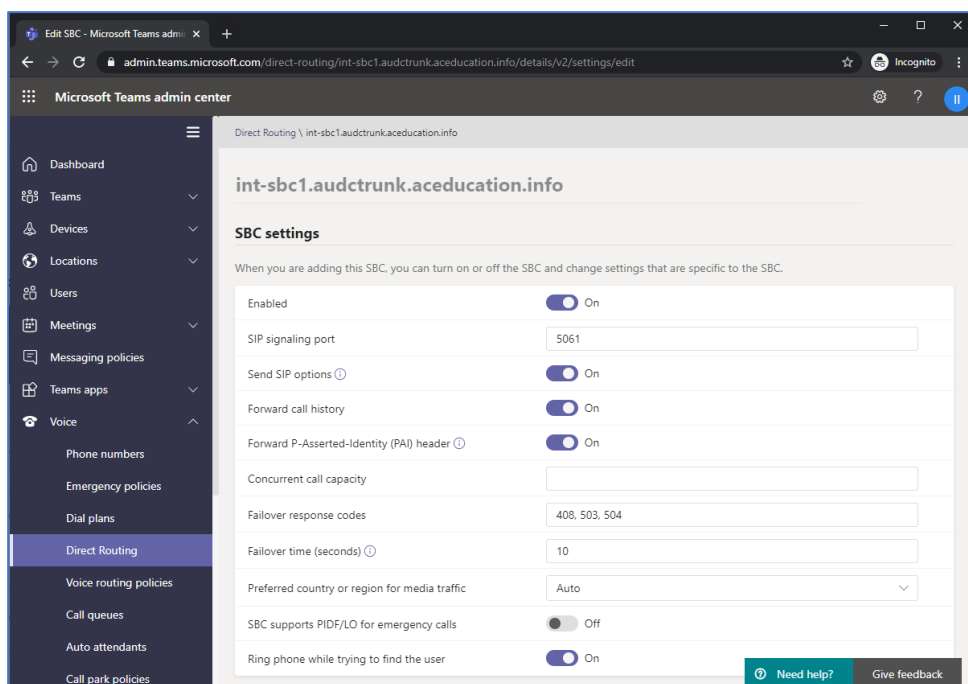 Edit SBC - Microsoft Teams admi
admin.teams.microsoft.com/direct-routing/int-sbc1.audctrunk.aceducation.info/details/v2/settings/edit
Incognito
Microsoft Teams admin center
?
II
Direct Routing \ int-sbc1.audctrunk.aceducation.info
Dashboard
Teams
Devices
Locations
Users
Meetings
Messaging policies
Teams apps
Voice
Phone numbers
Emergency policies
Dial plans
Direct Routing
Voice routing policies
Call queues
Auto attendants
Call park policies
int-sbc1.audctrunk.aceducation.info
SBC settings
When you are adding this SBC, you can turn on or off the SBC and change settings that are specific to the SBC.
Enabled On
SIP signaling port 5061
Send SIP options On
Forward call history On
Forward P-Asserted-Identity (PAI) header On
Concurrent call capacity
Failover response codes 408, 503, 504
Failover time (seconds) 10
Preferred country or region for media traffic Auto
SBC supports PIDF/LO for emergency calls Off
Ring phone while trying to find the user On
Need help? Give feedback